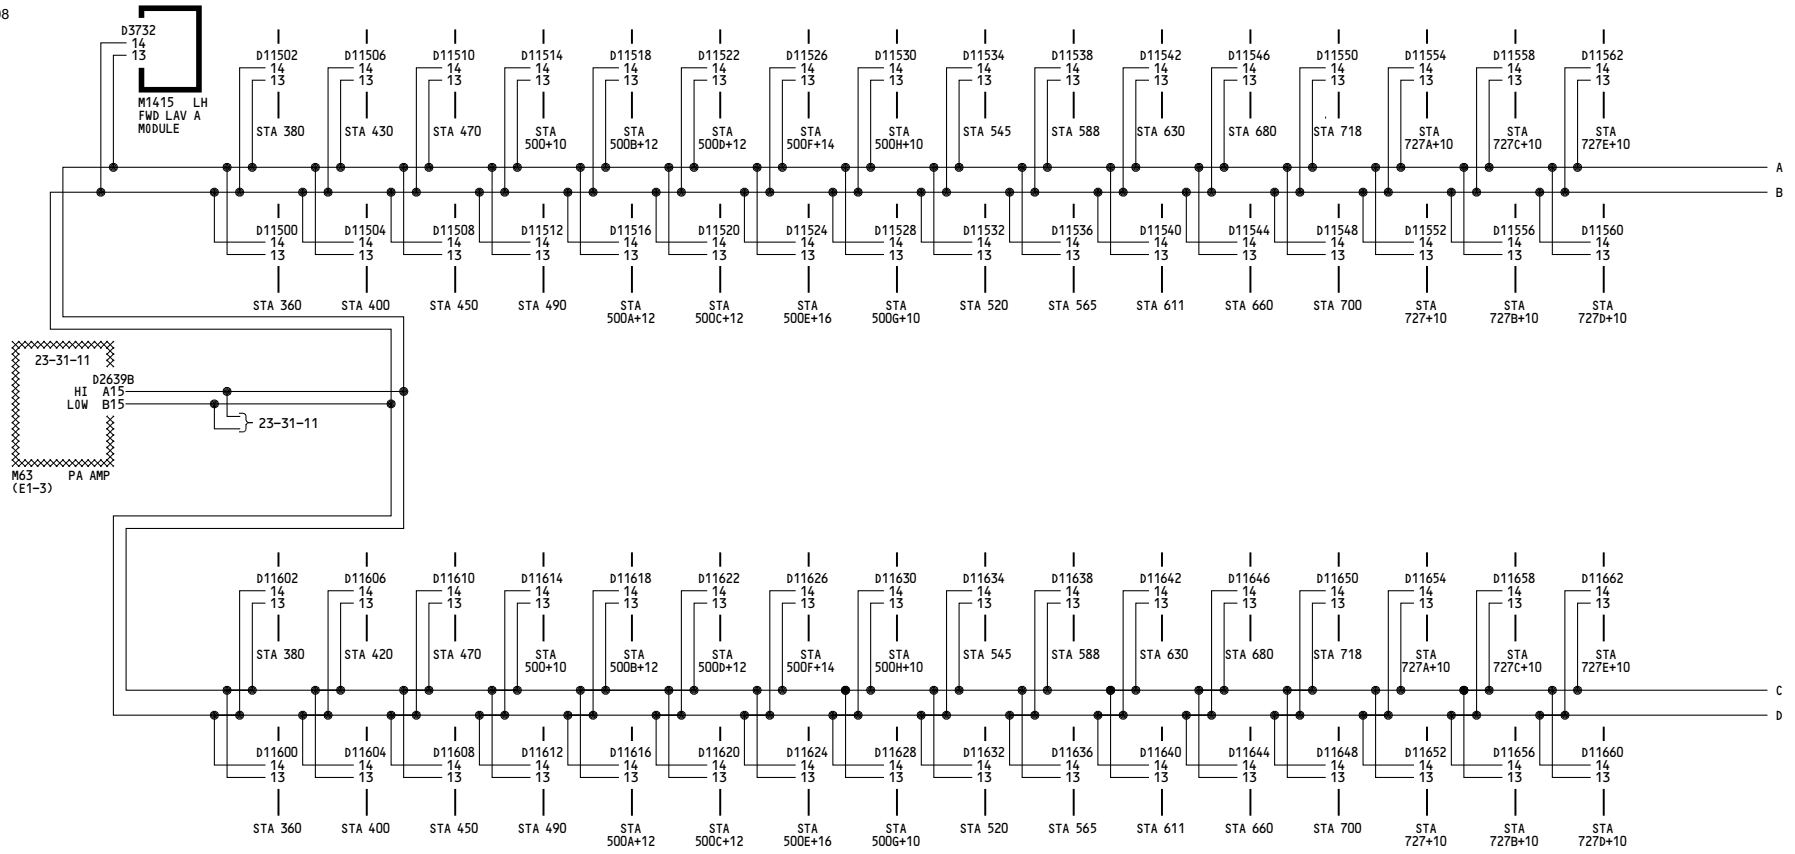 08
D3732
14
13
M1415 LH
FWD LAV A
MODULE
D11502 D11506 D11510 D11514 D11518 D11522 D11526 D11530 D11534 D11538 D11542 D11546 D11550 D11554 D11558 D11562
14 14 14 14 14 14 14 14 14 14 14 14 14 14 14 14
13 13 13 13 13 13 13 13 13 13 13 13 13 13 13 13
STA 380 STA 430 STA 470 STA STA STA STA STA STA 545 STA 588 STA 630 STA 680 STA 718 STA STA STA
500+10 500B+12 500D+12 500F+14 500H+10 727A+10 727C+10 727E+10
A
B
D11500 D11504 D11508 D11512 D11516 D11520 D11524 D11528 D11532 D11536 D11540 D11544 D11548 D11552 D11556 D11560
14 14 14 14 14 14 14 14 14 14 14 14 14 14 14 14
13 13 13 13 13 13 13 13 13 13 13 13 13 13 13 13
STA 360 STA 400 STA 450 STA 490 STA STA STA STA STA 520 STA 565 STA 611 STA 660 STA 700 STA STA STA
500A+12 500C+12 500E+16 500G+10 727+10 727B+10 727D+10
23-31-11
D2639B
HI A15
LOW B15
23-31-11
M63 PA AMP
(E1-3)
D11602 D11606 D11610 D11614 D11618 D11622 D11626 D11630 D11634 D11638 D11642 D11646 D11650 D11654 D11658 D11662
14 14 14 14 14 14 14 14 14 14 14 14 14 14 14 14
13 13 13 13 13 13 13 13 13 13 13 13 13 13 13 13
STA 380 STA 420 STA 470 STA STA STA STA STA STA 545 STA 588 STA 630 STA 680 STA 718 STA STA STA
500+10 500B+12 500D+12 500F+14 500H+10 727A+10 727C+10 727E+10
C
D
D11600 D11604 D11608 D11612 D11616 D11620 D11624 D11628 D11632 D11636 D11640 D11644 D11648 D11652 D11656 D11660
14 14 14 14 14 14 14 14 14 14 14 14 14 14 14 14
13 13 13 13 13 13 13 13 13 13 13 13 13 13 13 13
STA 360 STA 400 STA 450 STA 490 STA STA STA STA STA 520 STA 565 STA 611 STA 660 STA 700 STA STA STA
500A+12 500C+12 500E+16 500G+10 727+10 727B+10 727D+10